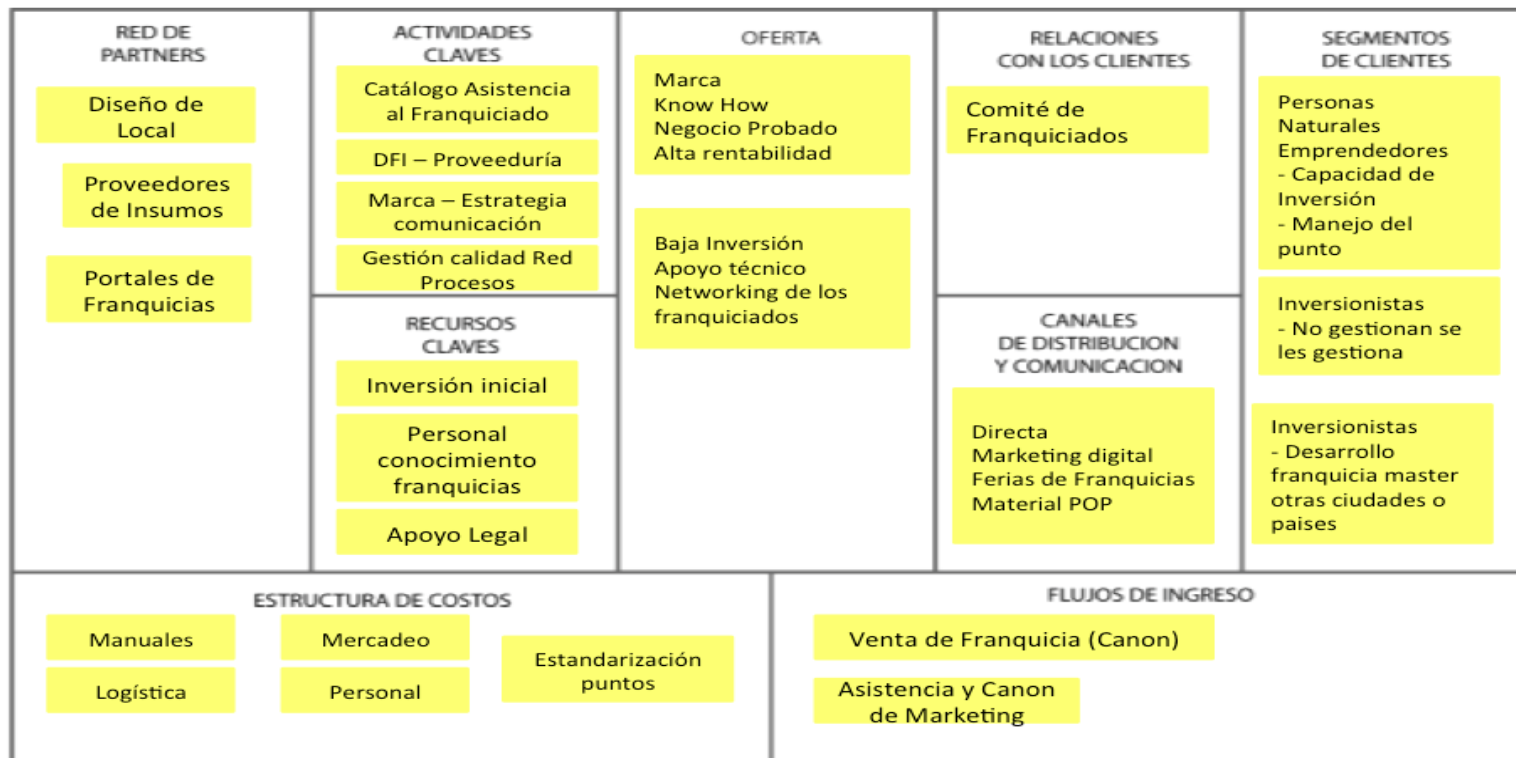 RED DE
PARTNERS
Diseño de
Local
Proveedores
de Insumos
Portales de
Franquicias
ACTIVIDADES
CLAVES
Catálogo Asistencia
al Franquiciado
DFI – Proveeduría
Marca – Estrategia
comunicación
Gestión calidad Red
Procesos
RECURSOS
CLAVES
Inversión inicial
Personal
conocimiento
franquicias
Apoyo Legal
OFERTA
Marca
Know How
Negocio Probado
Alta rentabilidad
Baja Inversión
Apoyo técnico
Networking de los
franquiciados
RELACIONES
CON LOS CLIENTES
Comité de
Franquiciados
CANALES
DE DISTRIBUCION
Y COMUNICACION
Directa
Marketing digital
Ferias de Franquicias
Material POP
SEGMENTOS
DE CLIENTES
Personas
Naturales
Emprendedores
- Capacidad de
Inversión
- Manejo del
punto
Inversionistas
- No gestionan se
les gestiona
Inversionistas
- Desarrollo
franquicia master
otras ciudades o
paises
ESTRUCTURA DE COSTOS
Manuales
Mercadeo
Estandarización
puntos
Logística
Personal
FLUJOS DE INGRESO
Venta de Franquicia (Canon)
Asistencia y Canon
de Marketing